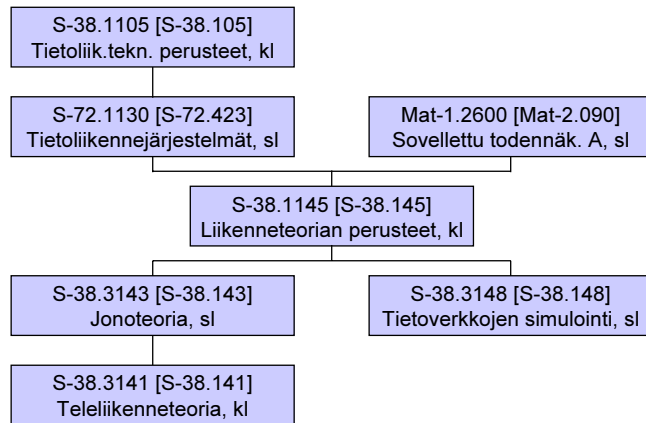 S-38.1105 [S-38.105]
Tietoliik.tekn. perusteet, kl
S-72.1130 [S-72.423]
Tietoliikennejärjestelmät, sl
Mat-1.2600 [Mat-2.090]
Sovellettu todennäk. A, sl
S-38.1145 [S-38.145]
Liikenneteorian perusteet, kl
S-38.3143 [S-38.143]
Jonoteoria, sl
S-38.3148 [S-38.148]
Tietoverkkojen simulointi, sl
S-38.3141 [S-38.141]
Teleliikenneteoria, kl